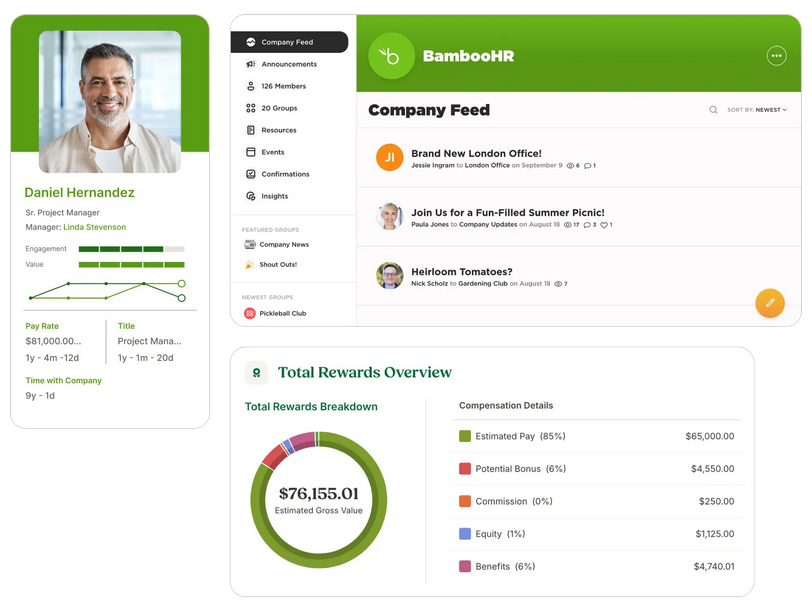 Daniel Hernandez
Sr. Project Manager
Manager: Linda Stevenson
Engagement
Value
Pay Rate
$81,000.00...
1y - 4m -12d
Title
Project Mana...
1y - 1m - 20d
Time with Company
9y - 1d
Company Feed
Announcements
126 Members
20 Groups
Resources
Events
Confirmations
Insights
FEATURED GROUPS
Company News
Shout Outs!
NEWEST GROUPS
Pickleball Club
b
BambooHR
Company Feed
SORT BY: NEWEST
JI
Brand New London Office!
Jessie Ingram to London Office on September 9 6 1
Join Us for a Fun-Filled Summer Picnic!
Paula Jones to Company Updates on August 18 17 3 1
Heirloom Tomatoes?
Nick Scholz to Gardening Club on August 18 7
Total Rewards Overview
Total Rewards Breakdown
$76,155.01
Estimated Gross Value
Compensation Details
Estimated Pay (85%) $65,000.00
Potential Bonus (6%) $4,550.00
Commission (0%) $250.00
Equity (1%) $1,125.00
Benefits (6%) $4,740.01